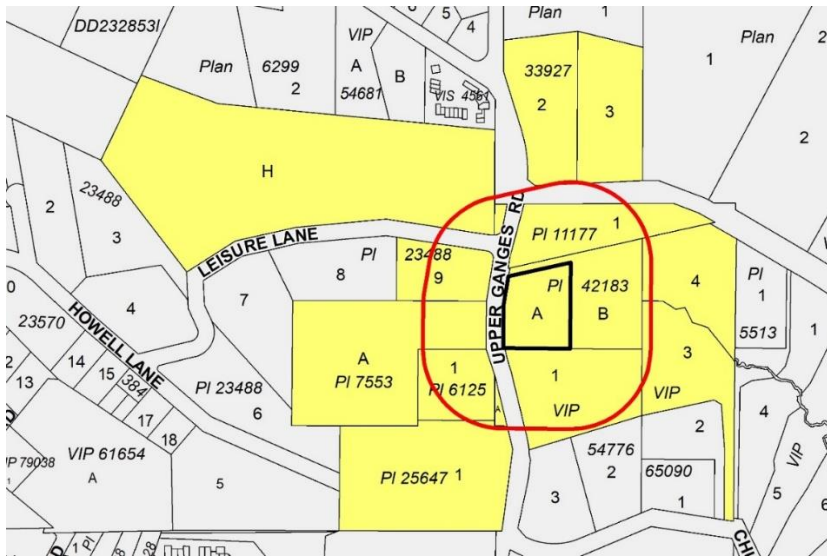 DD232853I
Plan 6299
2
VIP
A
54681
B
VIS 4561
5
4
Plan 1
33927
2
3
1
Plan
2
2
H
2
23488
3
LEISURE LANE
PI 23488
8
9
UPPER GANGES RD
PI 11177 1
PI 42183
A
B
4
PI
1
5513
1
HOWELL LANE
4
7
23570
14
15
384
13
17
18
PI 23488
6
A
PI 7553
1
PI 6125
A
1
VIP
3
VIP
VIP 61654
A
5
PI 25647 1
54776
2
3
2
65090
1
4
VIP
5
PI
28